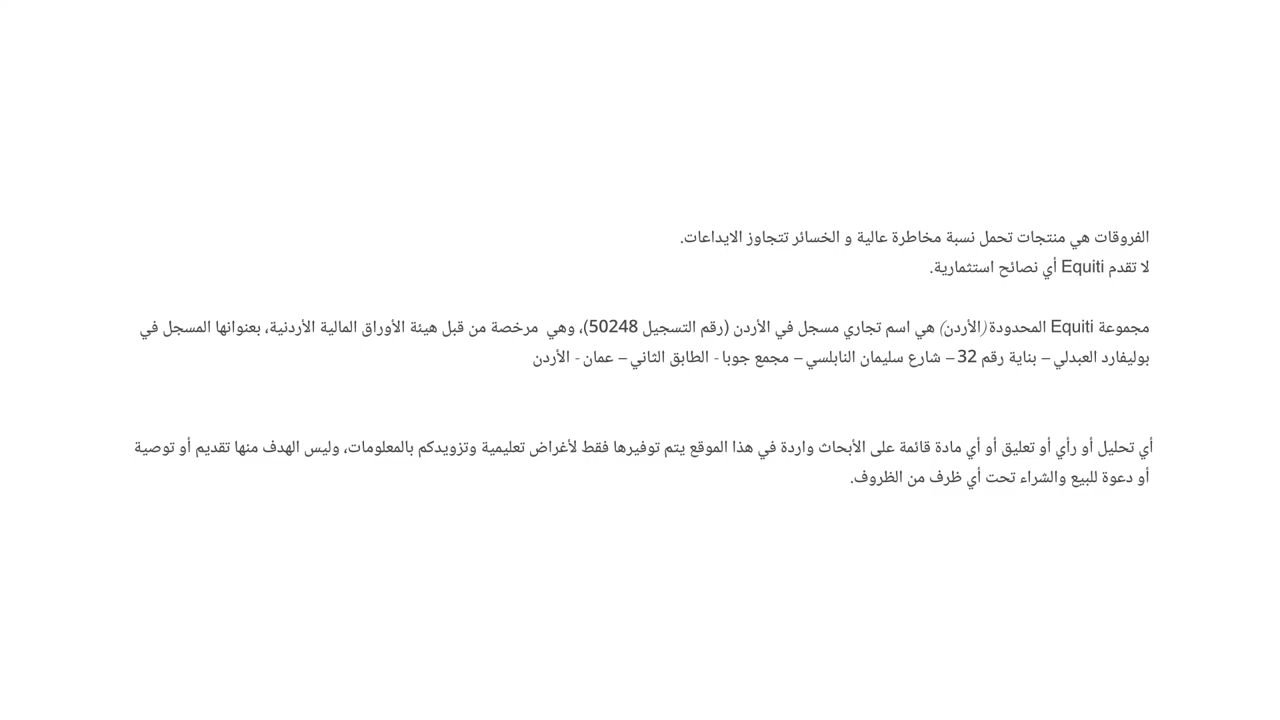 الفروقات هي منتجات تحمل نسبة مخاطرة عالية و الخسائر تتجاوز الايداعات.
لا تقدم Equiti أي نصائح استثمارية.
مجموعة Equiti المحدودة (الأردن) هي اسم تجاري مسجل في الأردن (رقم التسجيل 50248)، وهي مرخصة من قبل هيئة الأوراق المالية الأردنية، بعنوانها المسجل في
بوليفارد العبدلي – بناية رقم 32 – شارع سليمان النابلسي – مجمع جوبا - الطابق الثاني – عمان - الأردن
أي تحليل أو رأي أو تعليق أو أي مادة قائمة على الأبحاث واردة في هذا الموقع يتم توفيرها فقط لأغراض تعليمية وتزويدكم بالمعلومات، وليس الهدف منها تقديم أو توصية
أو دعوة للبيع والشراء تحت أي ظرف من الظروف.